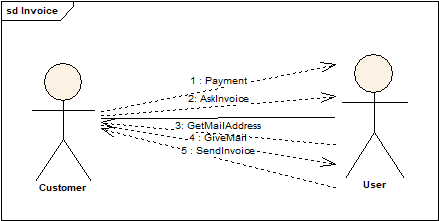 sd Invoice
1 : Payment
2: AskInvoice
3: GetMailAddress
4 : GiveMail
5 : SendInvoice
Customer
User